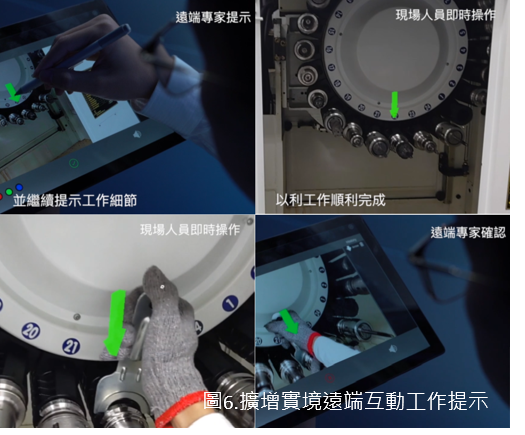 遠端專家提示
並繼續提示工作細節
現場人員即時操作
以利工作順利完成
現場人員即時操作
20
21
1
遠端專家確認
圖6.擴增實境遠端互動工作提示